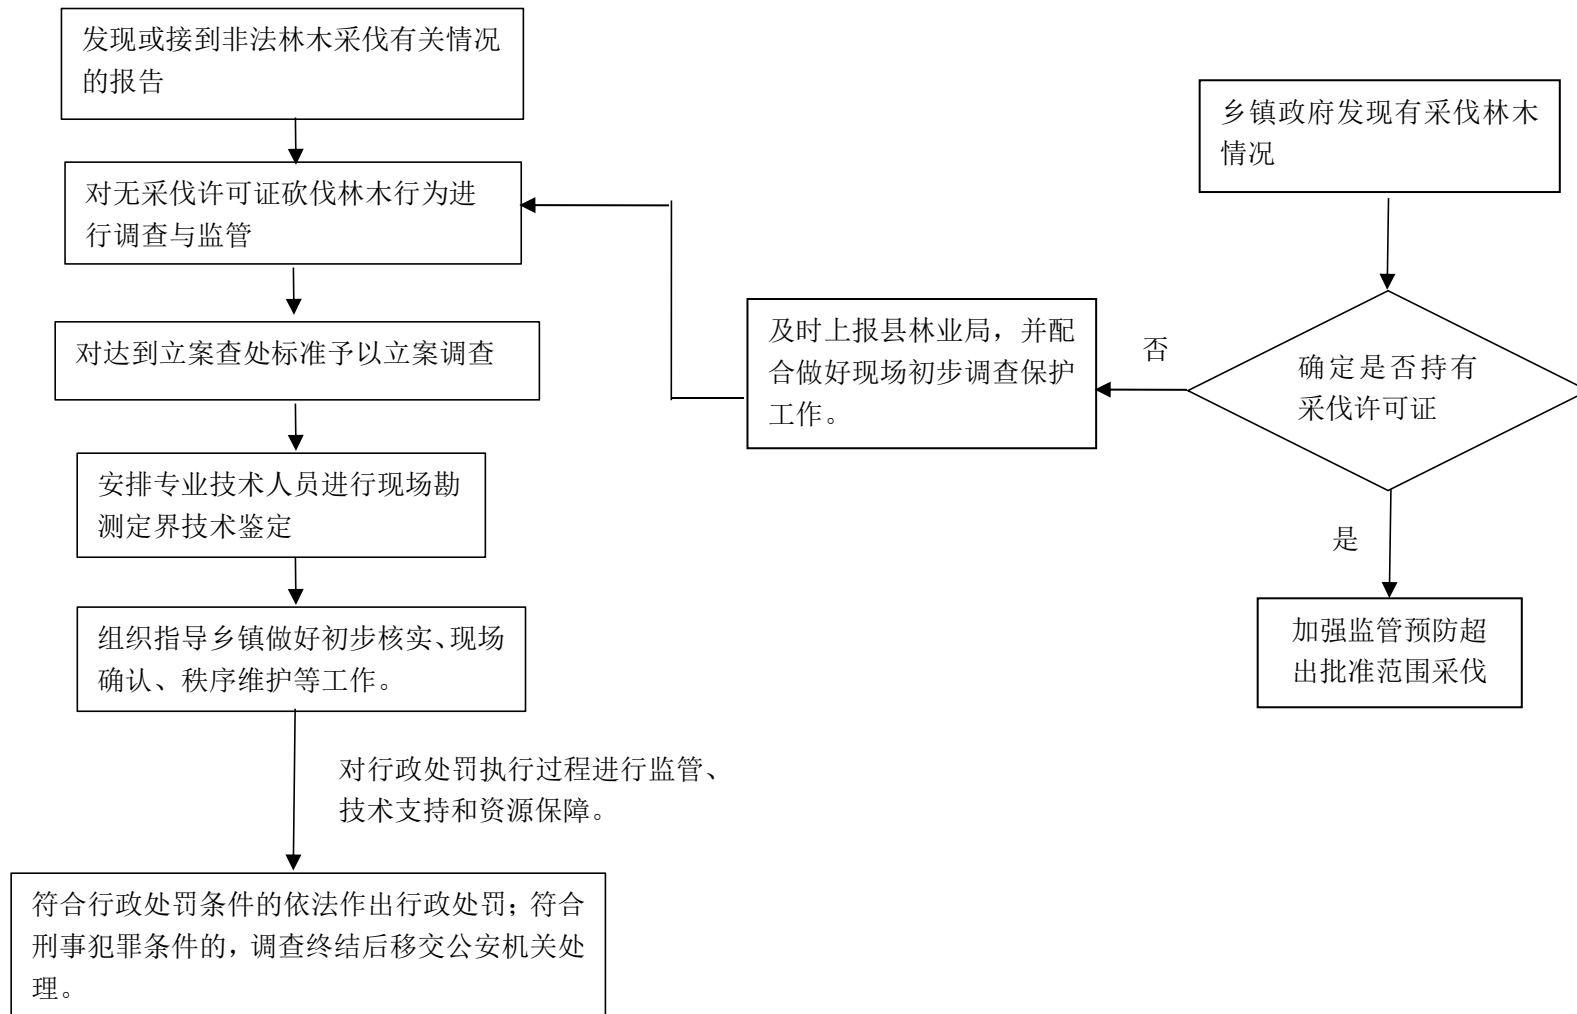 发现或接到非法林木采伐有关情况
的报告
对无采伐许可证砍伐林木行为进
行调查与监管
对达到立案查处标准予以立案调查
安排专业技术人员进行现场勘
测定界技术鉴定
组织指导乡镇做好初步核实、现场
确认、秩序维护等工作。
对行政处罚执行过程进行监管、
技术支持和资源保障。
符合行政处罚条件的依法作出行政处罚；符合
刑事犯罪条件的，调查终结后移交公安机关处
理。
乡镇政府发现有采伐林木
情况
确定是否持有
采伐许可证
否
及时上报县林业局，并配
合做好现场初步调查保护
工作。
是
加强监管预防超
出批准范围采伐